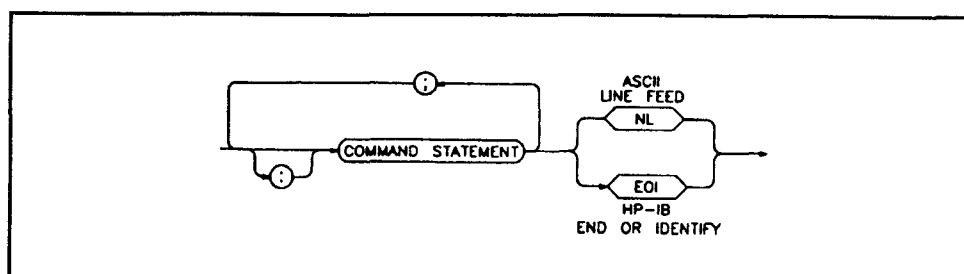 ;
ASCII
LINE FEED
NL
:
COMMAND STATEMENT
EOI
HP-IB
END OR IDENTIFY